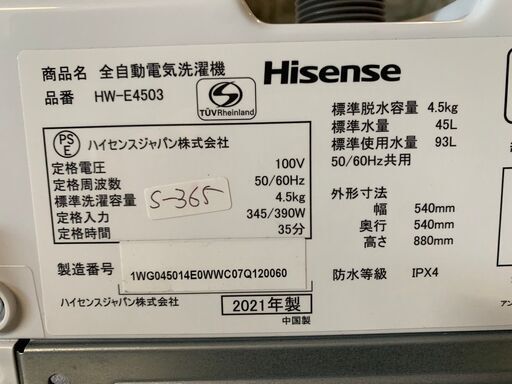 商品名 全自動電気洗濯機
品番 HW-E4503
S
TÜVRheinland
Hisense
PS
E
ハイセンスジャパン株式会社
定格電圧 100V
定格周波数 50/60Hz
標準洗濯容量 4.5kg
定格入力 345/390W
定格時間 35分
S-365
製造番号 1WG045014E0WWC07Q120060
ハイセンスジャパン株式会社
2021年製
中国製
標準脱水容量 4.5kg
標準水量 45L
標準使用水量 93L
50/60Hz共用
外形寸法
幅 540mm
奥行 540mm
高さ 880mm
防水等級 IPX4